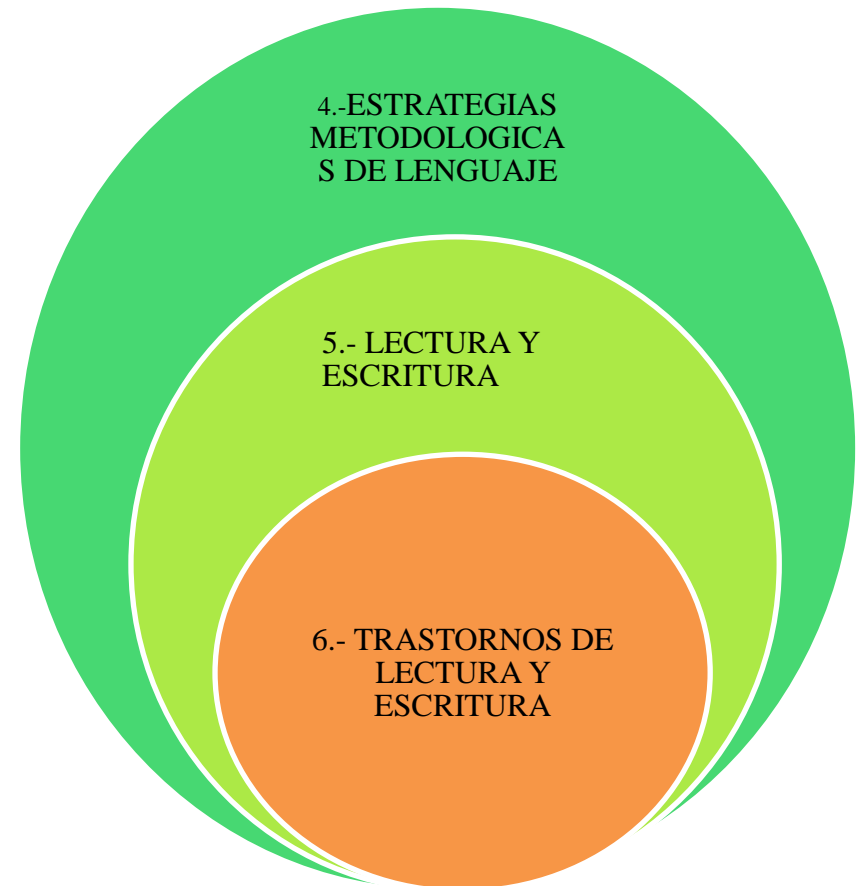 4.-ESTRATEGIAS
METODOLOGICA
S DE LENGUAJE
5.- LECTURA Y
ESCRITURA
6.- TRASTORNOS DE
LECTURA Y
ESCRITURA